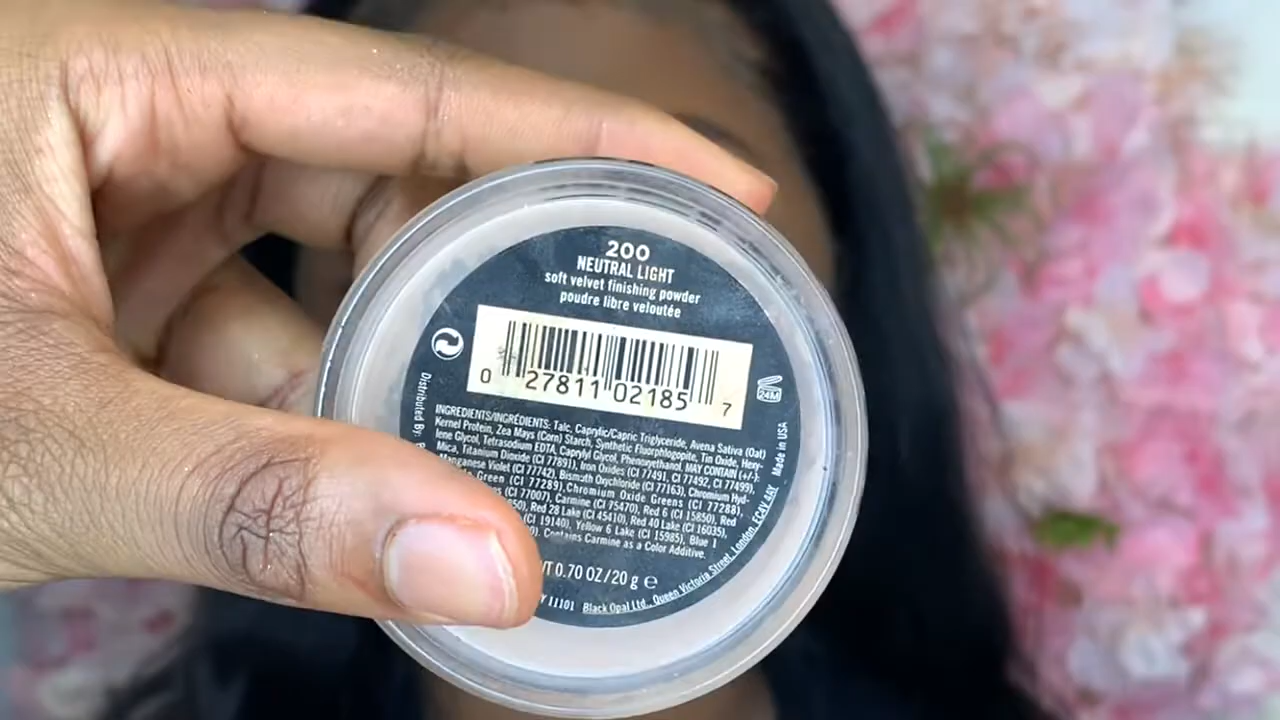 200
NEUTRAL LIGHT
soft velvet finishing powder
poudre libre veloutée
0 27811 02185 7
24M
Distributed By:
INGREDIENTS/INGRÉDIENTS: Talc, Caprylic/Capric Triglyceride, Avena Sativa (Oat)
Kernel Protein, Zea Mays (Corn) Starch, Synthetic Fluorphlogopite, Tin Oxide, Hexy-
lene Glycol, Tetrasodium EDTA, Caprylyl Glycol, Phenoxyethanol. MAY CONTAIN (+/-):
Mica, Titanium Dioxide (CI 77891), Iron Oxides (CI 77491, CI 77492, CI 77499),
Manganese Violet (CI 77742), Bismuth Oxychloride (CI 77163), Chromium Hyd-
Green (CI 77289), Chromium Oxide Greens (CI 77288),
(CI 77007), Carmine (CI 75470), Red 6 (CI 15850), Red
Red 28 Lake (CI 45410), Red 40 Lake (CI 16035),
(CI 19140), Yellow 6 Lake (CI 15985), Blue 1
Contains Carmine as a Color Additive.
0.70 OZ/20 g ℮
11101 Black Opal Ltd., Queen Victoria Street, London, EC4Y 4AY
Made in USA